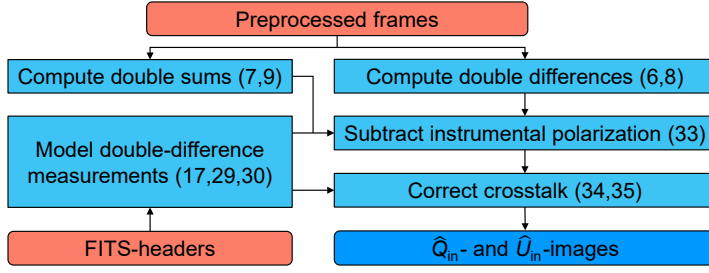 Preprocessed frames
Compute double sums (7,9)
Compute double differences (6,8)
Model double-difference
measurements (17,29,30)
Subtract instrumental polarization (33)
Correct crosstalk (34,35)
FITS-headers
Q̂in- and Ûin-images